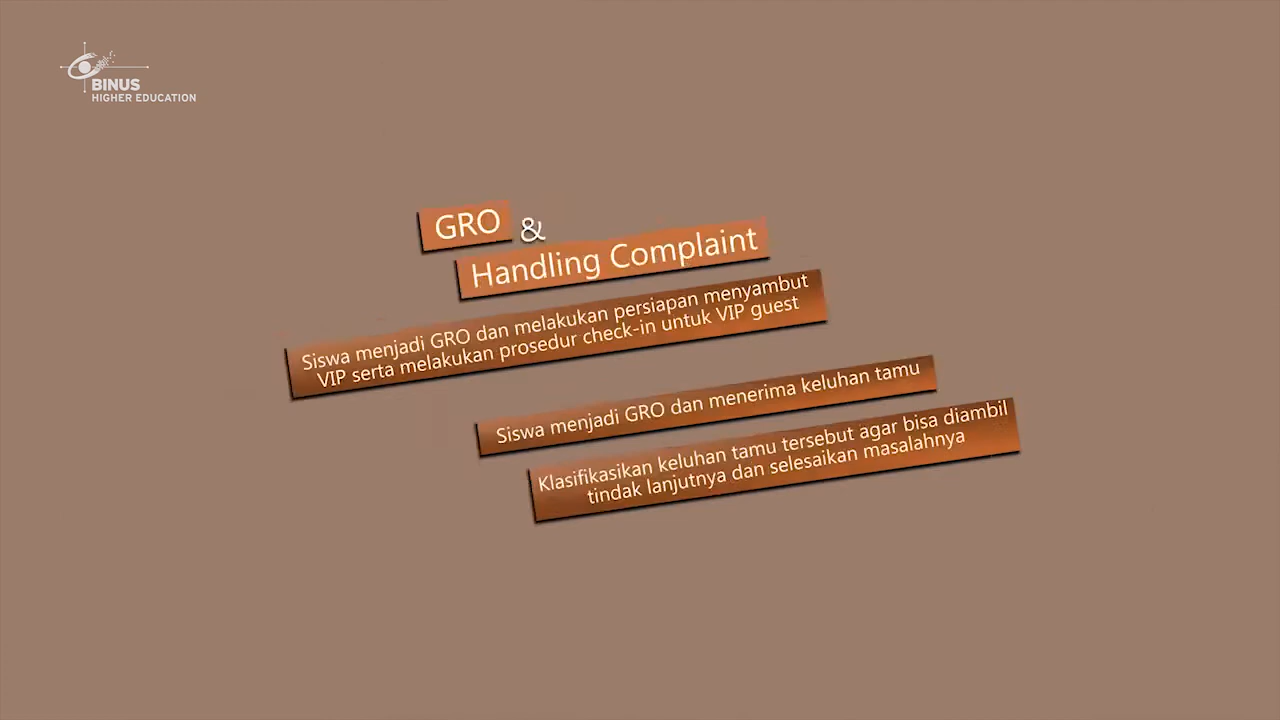 BINUS
HIGHER EDUCATION
GRO &
Handling Complaint
Siswa menjadi GRO dan melakukan persiapan menyambut
VIP serta melakukan prosedur check-in untuk VIP guest
Siswa menjadi GRO dan menerima keluhan tamu
Klasifikasikan keluhan tamu tersebut agar bisa diambil
tindak lanjutnya dan selesaikan masalahnya